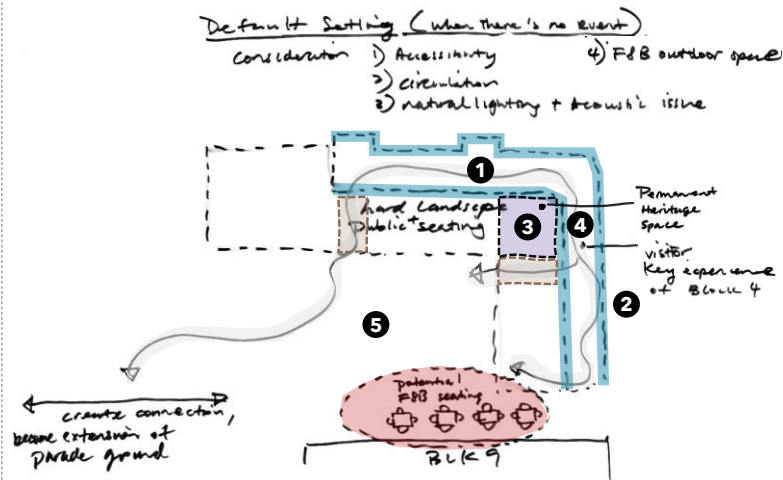 Default Setting (when there's no event)
consideration 1) Accessibility
2) circulation
3) natural lighting + Acoustic issue
4) F&B outdoor space
1
hard landscape
public + seating
3
4
Permanent
Heritage
Space
visitor
Key experience
of Block 4
2
5
potential
F&B seating
create connection,
become extension of
parade ground
BLK 9